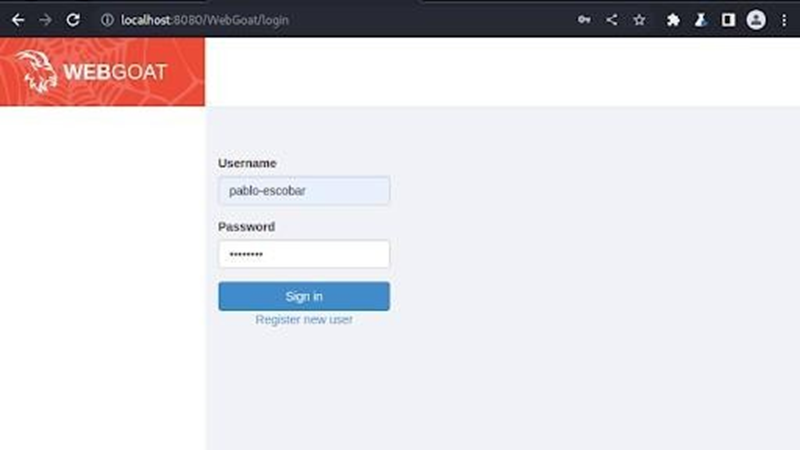 localhost:8080/WebGoat/login
WEBGOAT
Username
pablo-escobar
Password
••••••••
Sign in
Register new user